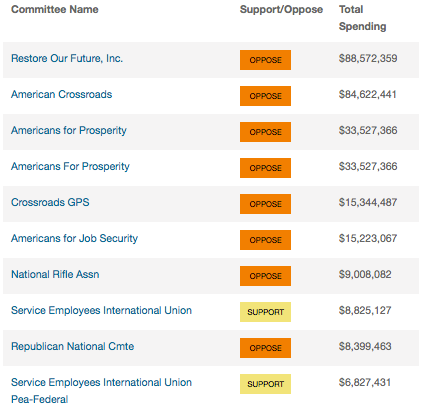 Committee Name Support/Oppose Total
Spending
Restore Our Future, Inc. OPPOSE $88,572,359
American Crossroads OPPOSE $84,622,441
Americans for Prosperity OPPOSE $33,527,366
Americans For Prosperity OPPOSE $33,527,366
Crossroads GPS OPPOSE $15,344,487
Americans for Job Security OPPOSE $15,223,067
National Rifle Assn OPPOSE $9,008,082
Service Employees International Union SUPPORT $8,825,127
Republican National Cmte OPPOSE $8,399,463
Service Employees International Union SUPPORT $6,827,431
Pea-Federal